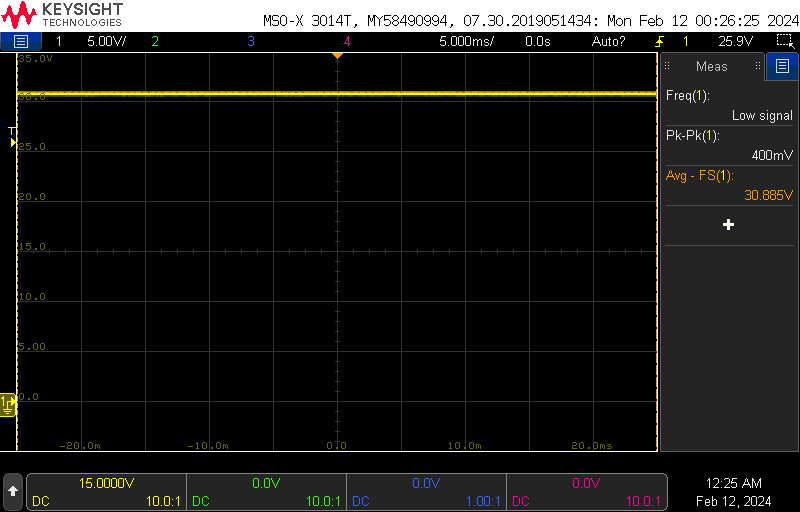 KEYSIGHT
TECHNOLOGIES
MSO-X 3014T, MY58490994, 07.30.2019051434: Mon Feb 12 00:26:25 2024
1 5.00V/ 2 3 4 5.000ms/ 0.0s Auto? 1 25.9V
35.0V
30.0
T
25.0
20.0
15.0
10.0
5.00
0.0
1
-20.0m -10.0m 0.0 10.0m 20.0ms
Meas
Freq(1):
Low signal
Pk-Pk(1):
400mV
Avg - FS(1):
30.885V
15.0000V 0.0V 0.0V 0.0V
DC 10.0:1 DC 10.0:1 DC 1.00:1 DC 10.0:1
12:25 AM
Feb 12, 2024